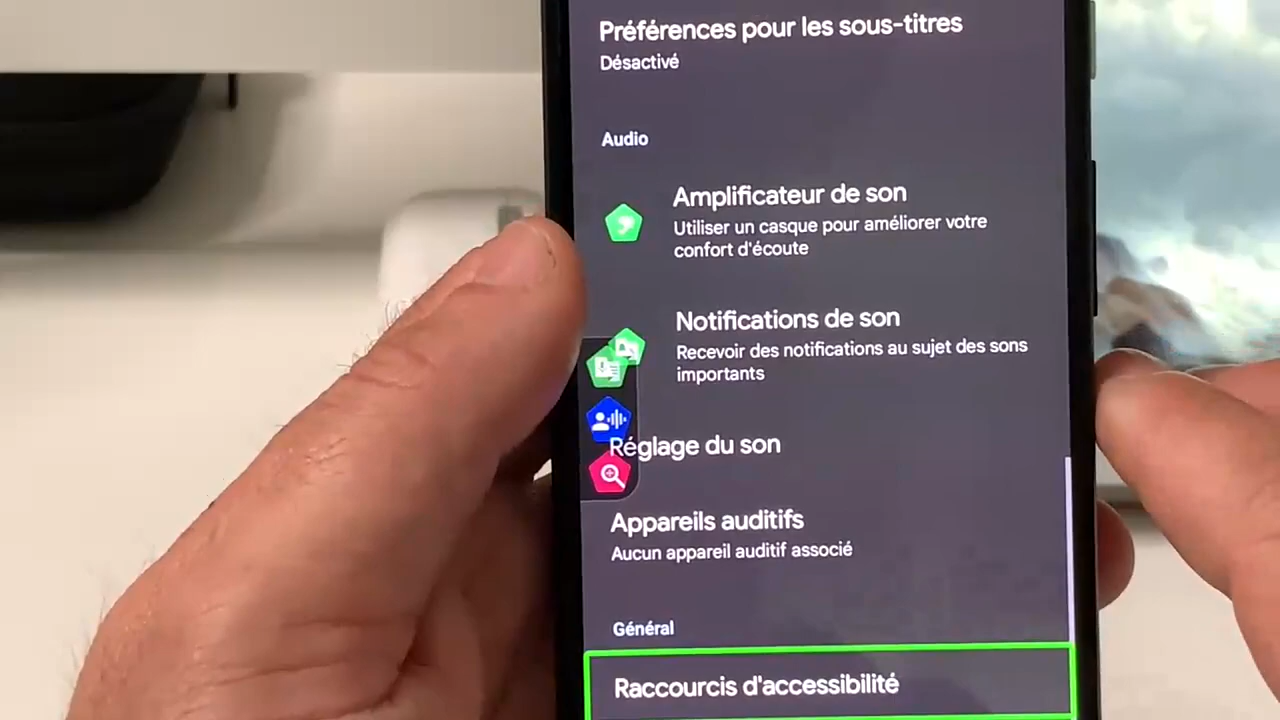 Préférences pour les sous-titres
Désactivé
Audio
Amplificateur de son
Utiliser un casque pour améliorer votre
confort d'écoute
Notifications de son
Recevoir des notifications au sujet des sons
importants
Réglage du son
Appareils auditifs
Aucun appareil auditif associé
Général
Raccourcis d'accessibilité